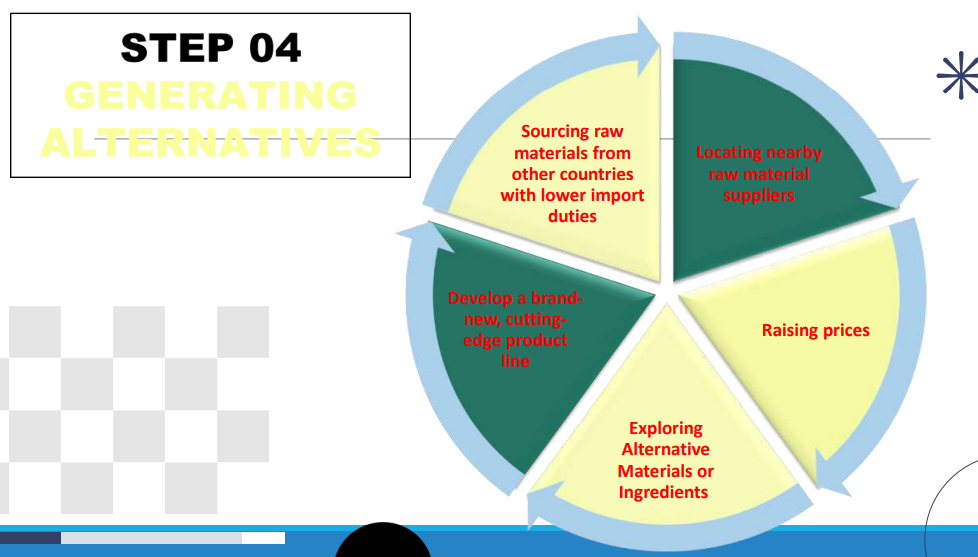 STEP 04
GENERATING
ALTERNATIVES
Sourcing raw
materials from
other countries
with lower import
duties
Locating nearby
raw material
suppliers
Raising prices
Exploring
Alternative
Materials or
Ingredients
Develop a brand-
new, cutting-
edge product
line